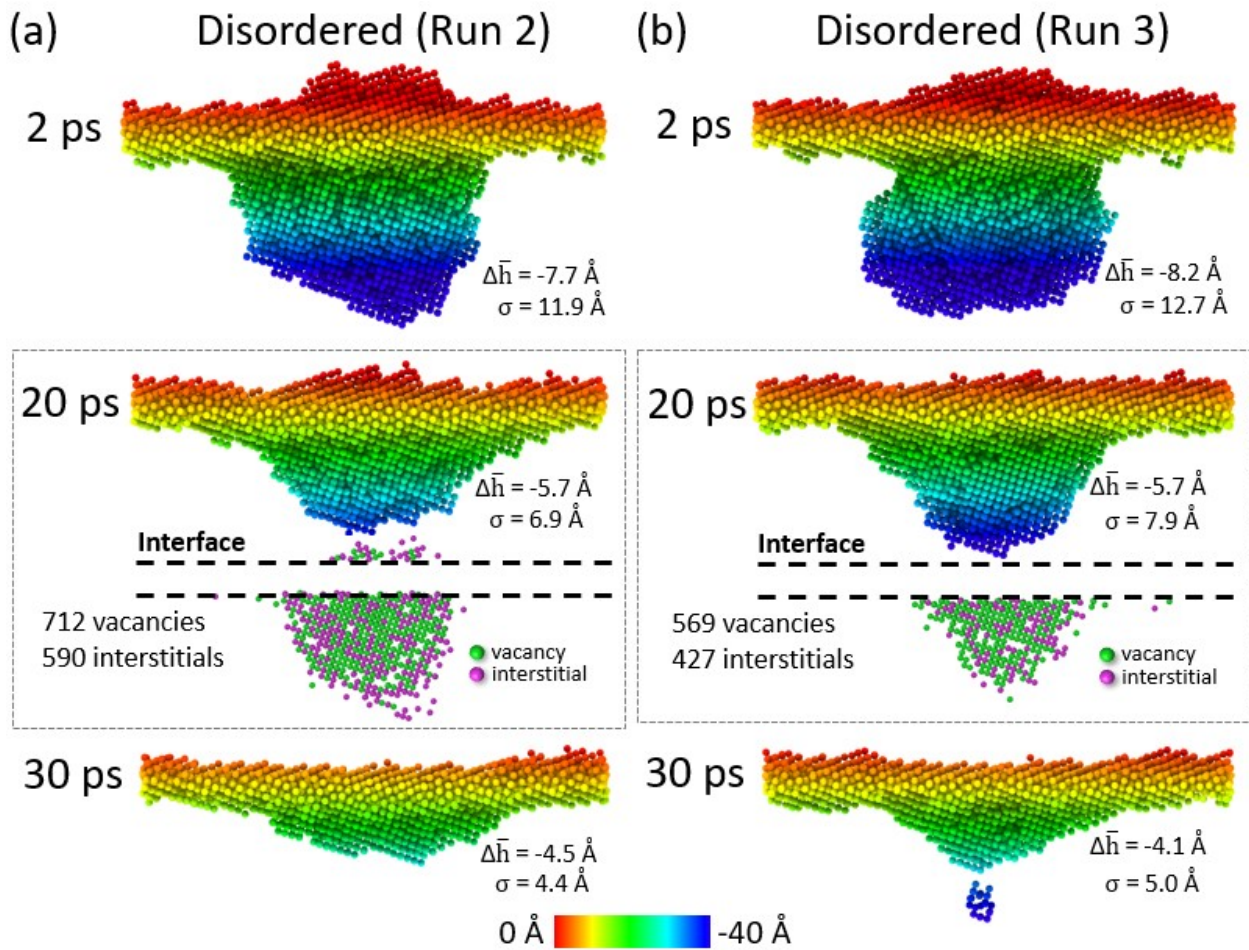 (a) Disordered (Run 2)
(b) Disordered (Run 3)
2 ps
Δh̄ = -7.7 Å
σ = 11.9 Å
2 ps
Δh̄ = -8.2 Å
σ = 12.7 Å
20 ps
Δh̄ = -5.7 Å
σ = 6.9 Å
Interface
712 vacancies
590 interstitials
vacancy
interstitial
20 ps
Δh̄ = -5.7 Å
σ = 7.9 Å
Interface
569 vacancies
427 interstitials
vacancy
interstitial
30 ps
Δh̄ = -4.5 Å
σ = 4.4 Å
30 ps
Δh̄ = -4.1 Å
σ = 5.0 Å
0 Å -40 Å